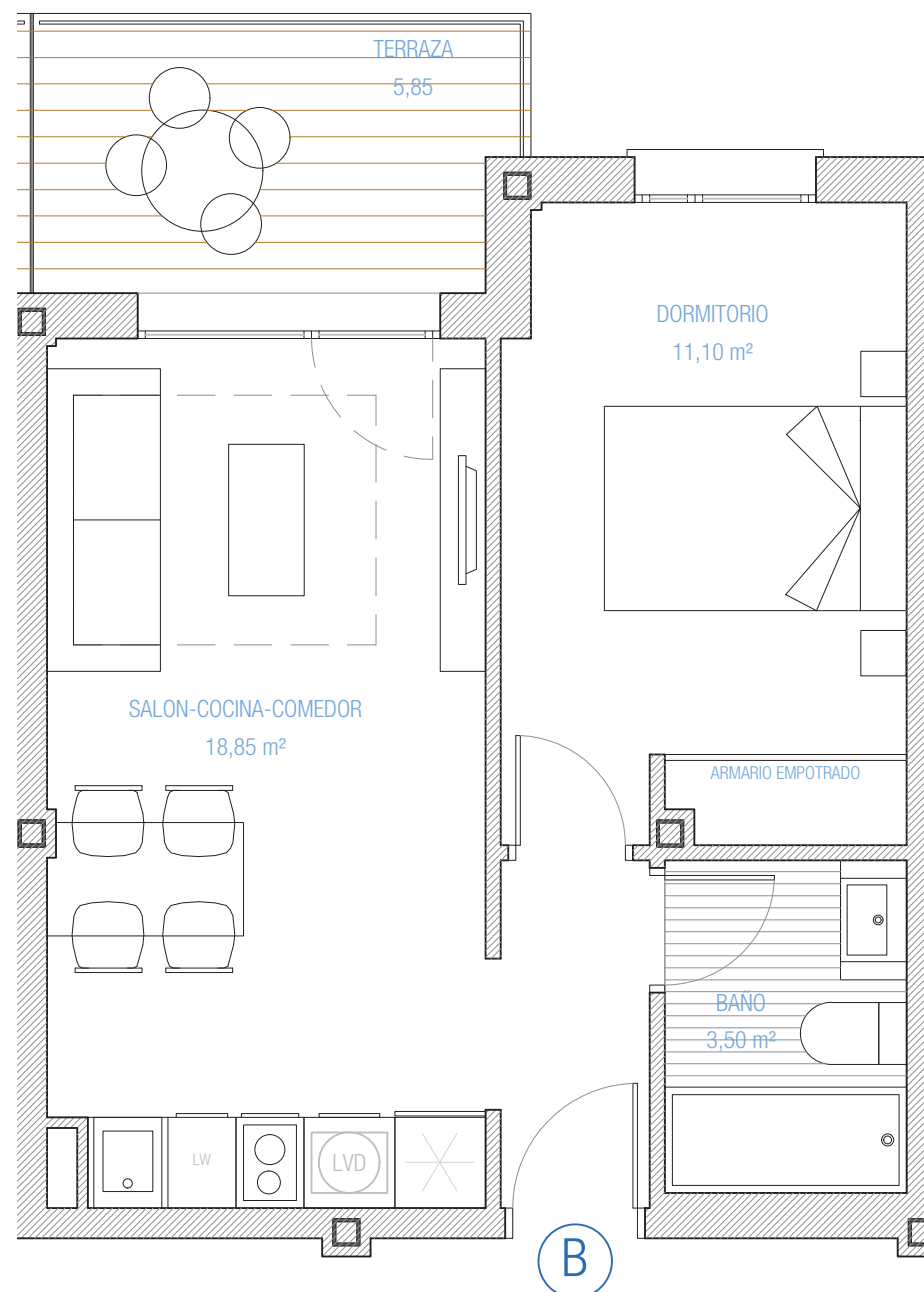 TERRAZA
5,85
DORMITORIO
11,10 m²
SALON-COCINA-COMEDOR
18,85 m²
ARMARIO EMPOTRADO
BAÑO
3,50 m²
LW
LVD
B